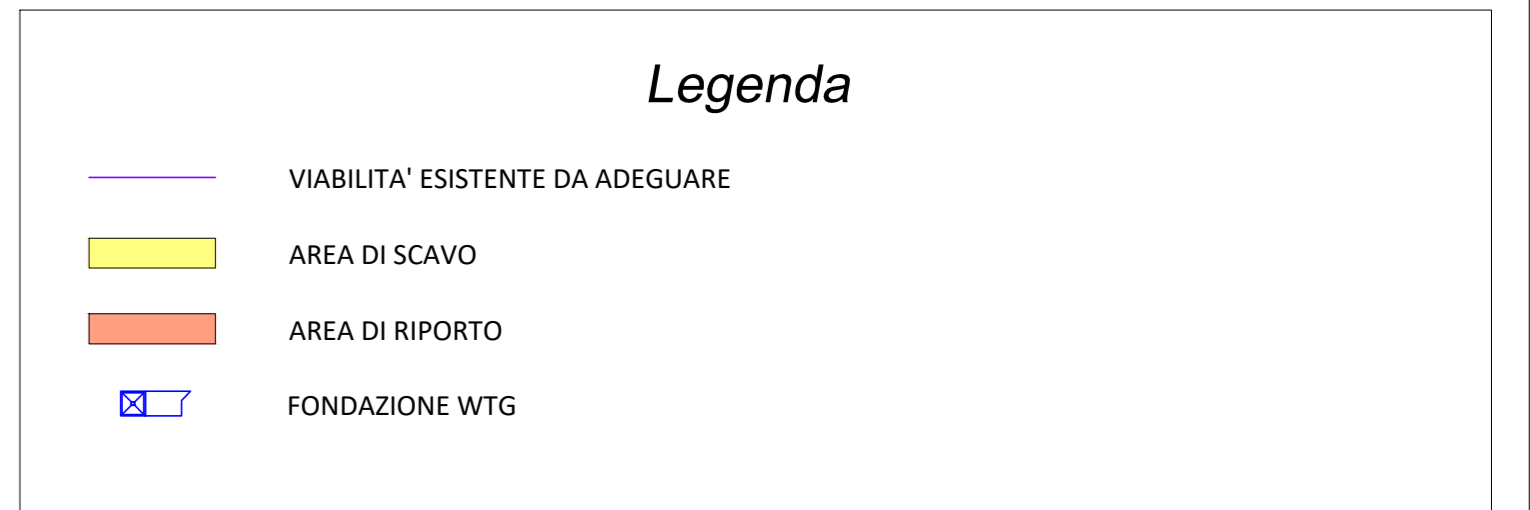 Legenda
VIABILITA' ESISTENTE DA ADEGUARE
AREA DI SCAVO
AREA DI RIPORTO
FONDAZIONE WTG